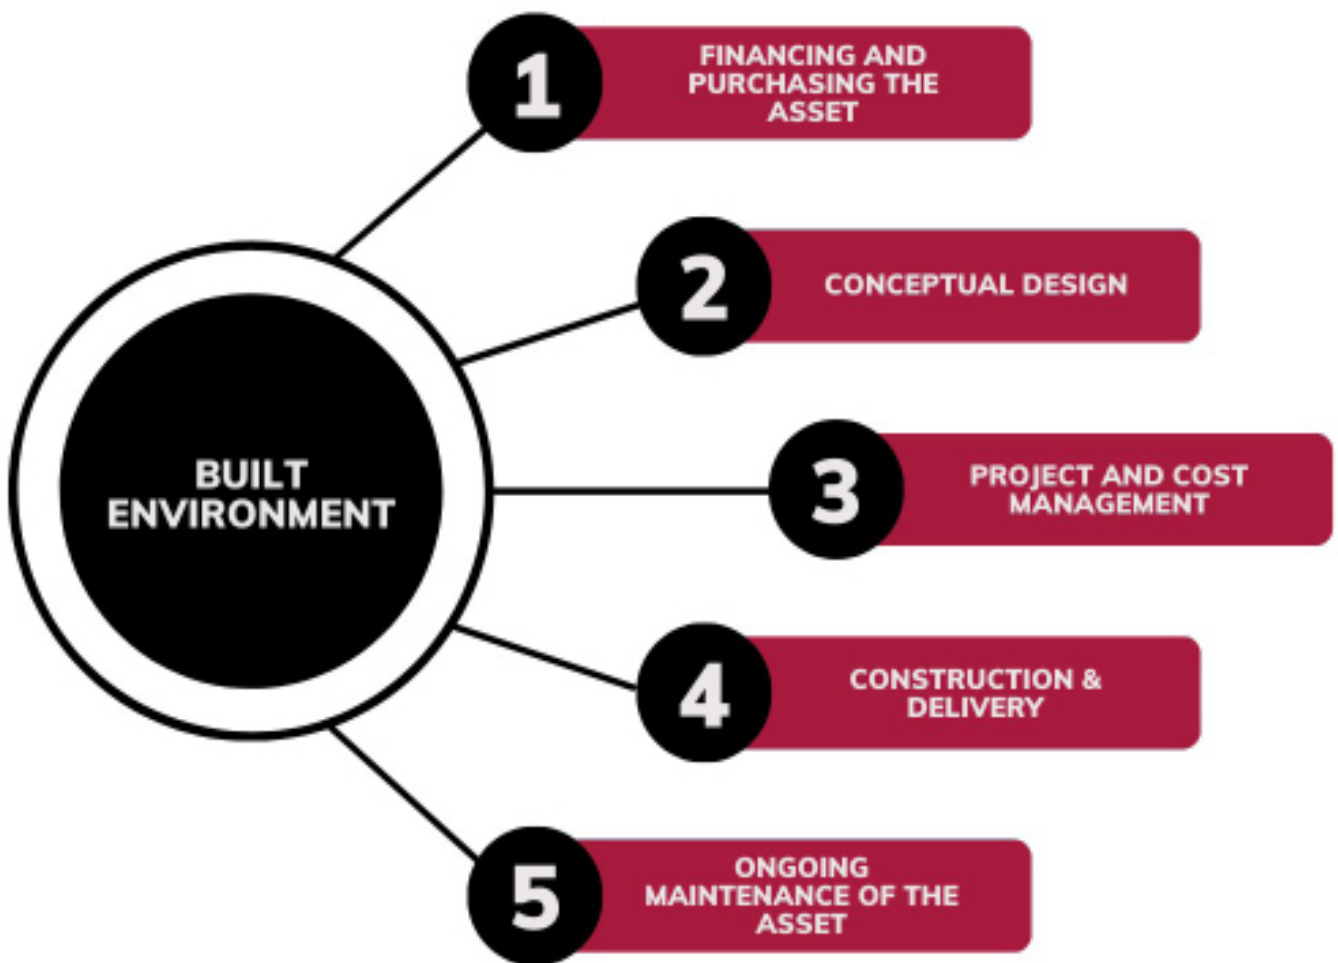 1
FINANCING AND
PURCHASING THE
ASSET
2
CONCEPTUAL DESIGN
BUILT
ENVIRONMENT
3
PROJECT AND COST
MANAGEMENT
4
CONSTRUCTION &
DELIVERY
5
ONGOING
MAINTENANCE OF THE
ASSET